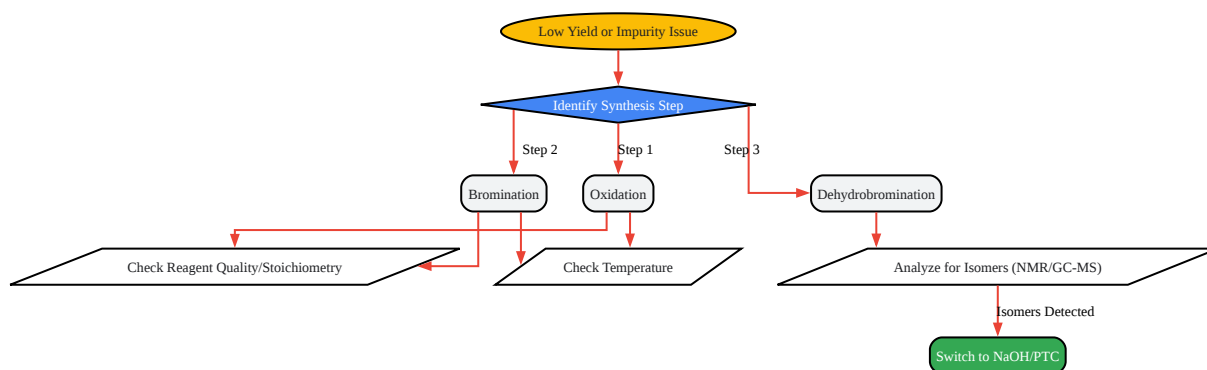 Low Yield or Impurity Issue
Identify Synthesis Step
Step 2
Step 1
Step 3
Bromination
Oxidation
Dehydrobromination
Check Reagent Quality/Stoichiometry
Check Temperature
Analyze for Isomers (NMR/GC-MS)
Isomers Detected
Switch to NaOH/PTC